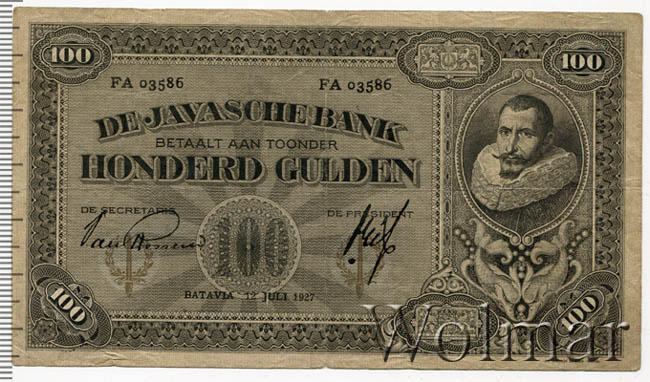 100 100
FA 03586 FA 03586
DE JAVASCHE BANK
BETAALT AAN TOONDER
HONDERD GULDEN
DE SECRETARIS DE PRESIDENT
100
BATAVIA 12 JULI 1927
100 100
Wolmar